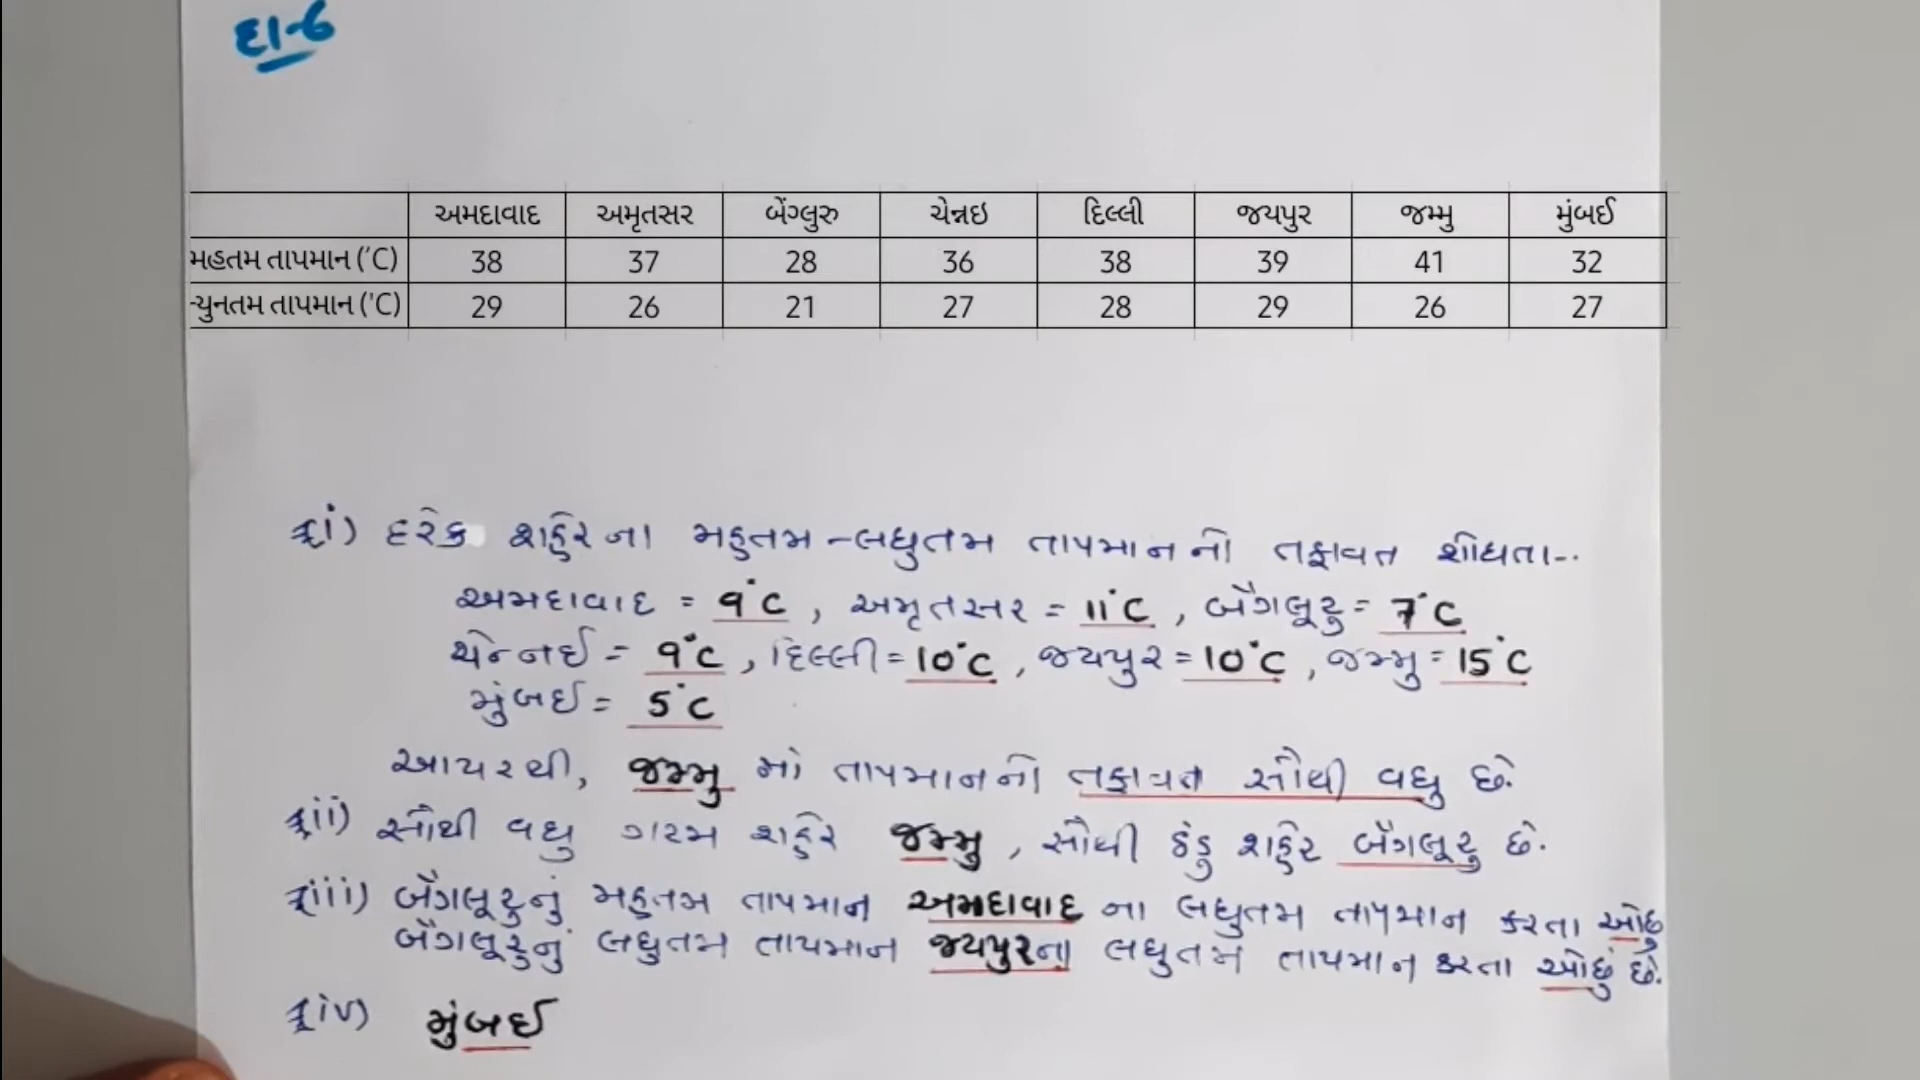 દા-6
અમદાવાદ અમૃતસર બેંગ્લુરુ ચેન્નઇ દિલ્લી જયપુર જમ્મુ મુંબઈ
મહતમ તાપમાન (°C) 38 37 28 36 38 39 41 32
ન્યુનતમ તાપમાન (°C) 29 26 21 27 28 29 26 27
(i) દરેક શહેરના મહતમ - લઘુતમ તાપમાનનો તફાવત શોધતા...
અમદાવાદ = 9°C , અમૃતસર = 11°C , બેંગલૂરુ = 7°C
ચેન્નઈ = 9°C , દિલ્લી = 10°C , જયપુર = 10°C , જમ્મુ = 15°C
મુંબઈ = 5°C
આપરથી, જમ્મુ માં તાપમાનનો તફાવત સૌથી વધુ છે.
(ii) સૌથી વધુ ગરમ શહેર જમ્મુ , સૌથી ઠંડુ શહેર બેંગલૂરુ છે.
(iii) બેંગલૂરુનું મહતમ તાપમાન અમદાવાદ ના લઘુતમ તાપમાન કરતા ઓછુ
બેંગલૂરુનું લઘુતમ તાપમાન જયપુરના લઘુતમ તાપમાન કરતા ઓછું છે.
(iv) મુંબઈ